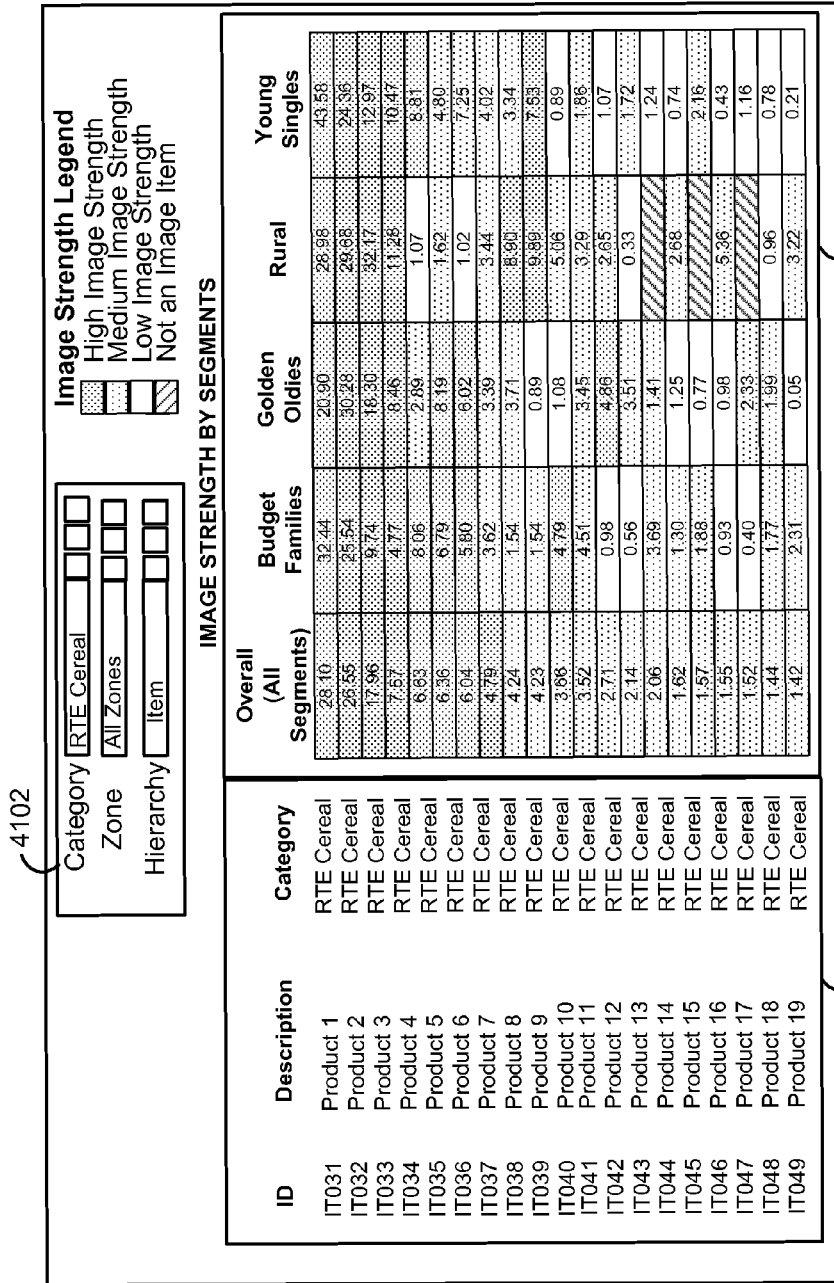 4102
Category RTE Cereal
Zone All Zones
Hierarchy Item
Image Strength Legend
High Image Strength
Medium Image Strength
Low Image Strength
Not an Image Item
IMAGE STRENGTH BY SEGMENTS
ID Description Category
IT031 Product 1 RTE Cereal
IT032 Product 2 RTE Cereal
IT033 Product 3 RTE Cereal
IT034 Product 4 RTE Cereal
IT035 Product 5 RTE Cereal
IT036 Product 6 RTE Cereal
IT037 Product 7 RTE Cereal
IT038 Product 8 RTE Cereal
IT039 Product 9 RTE Cereal
IT040 Product 10 RTE Cereal
IT041 Product 11 RTE Cereal
IT042 Product 12 RTE Cereal
IT043 Product 13 RTE Cereal
IT044 Product 14 RTE Cereal
IT045 Product 15 RTE Cereal
IT046 Product 16 RTE Cereal
IT047 Product 17 RTE Cereal
IT048 Product 18 RTE Cereal
IT049 Product 19 RTE Cereal
Overall
(All Budget Golden Rural Young
Segments) Families Oldies Singles
28.10 32.44 20.90 28.98 43.58
26.55 25.54 30.28 29.68 24.36
17.96 9.74 18.30 32.17 12.97
7.57 4.77 8.46 11.28 10.47
8.06 2.89 1.07 8.81
6.36 6.79 8.19 1.62 4.80
6.04 5.80 6.02 1.02 7.25
4.79 3.62 3.39 3.44 4.02
4.24 1.54 3.71 8.90 3.34
4.23 1.54 0.89 9.89 7.53
4.79 1.08 5.06 0.89
3.52 4.51 3.45 3.29 1.86
2.71 0.98 4.86 2.65 1.07
2.14 0.56 3.51 0.33 1.72
2.06 3.69 1.41 1.24
1.62 1.30 1.25 2.68 0.74
1.57 1.88 0.77 2.16
1.55 0.93 0.98 5.36 0.43
1.52 0.40 2.33 1.16
1.44 1.77 1.99 0.96 0.78
1.42 2.31 0.05 3.22 0.21